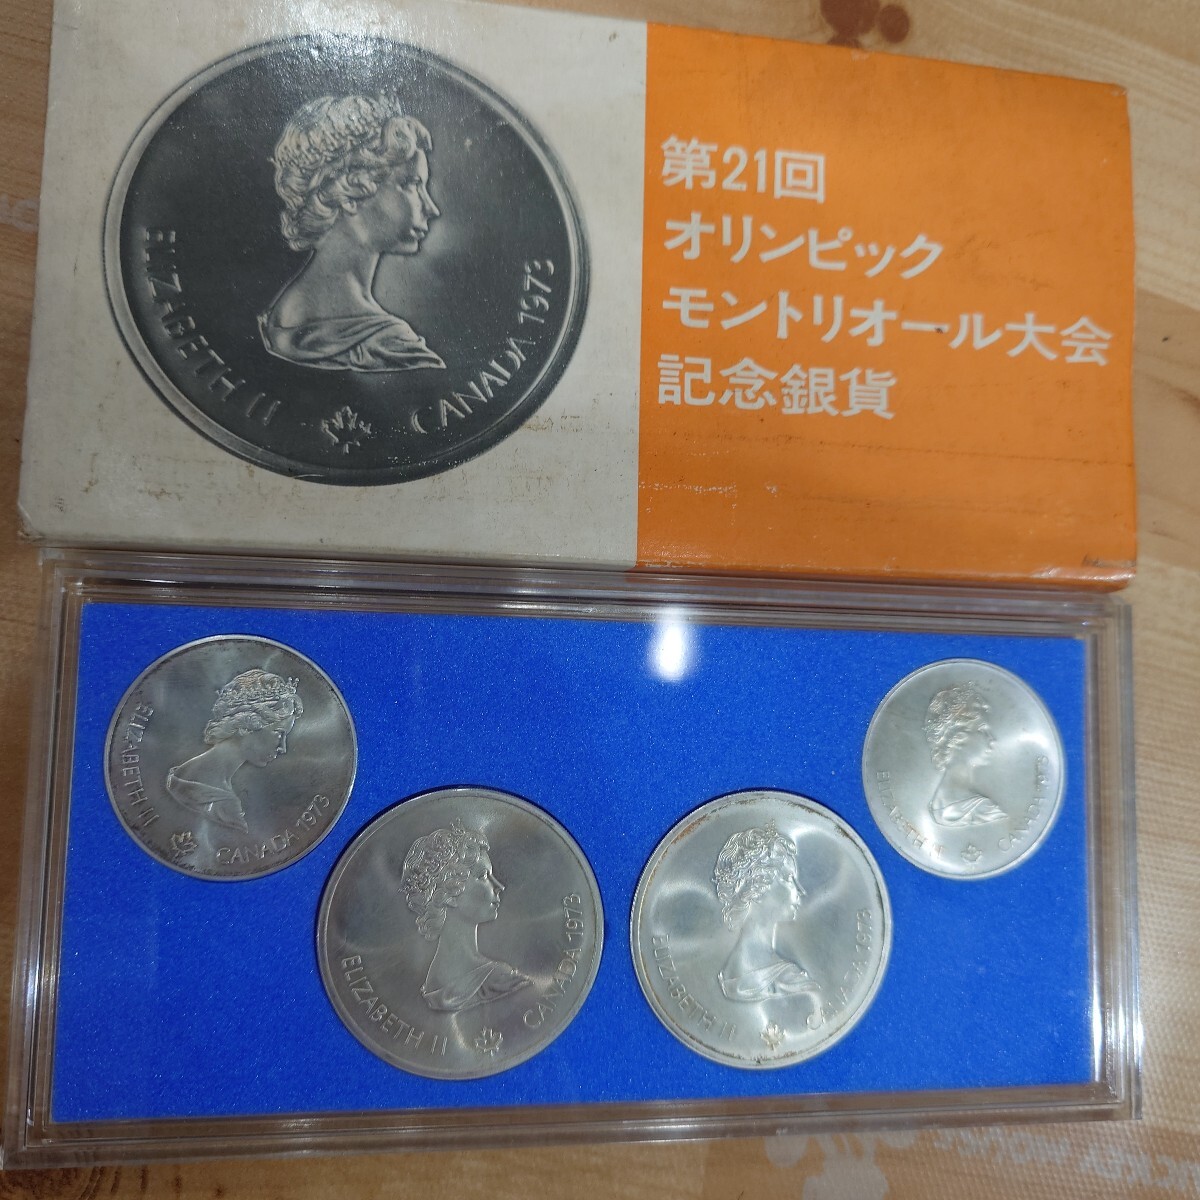 ELIZABETH II CANADA 1973
第21回
オリンピック
モントリオール大会
記念銀貨
ELIZABETH II CANADA 1973
ELIZABETH II CANADA 1973
ELIZABETH II CANADA 1973
ELIZABETH II CANADA 1973